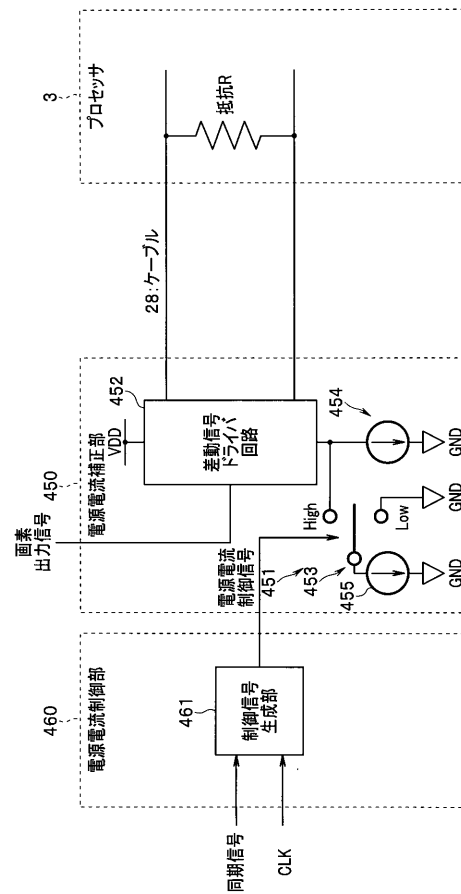 460
電源電流制御部
同期信号
CLK
461
制御信号
生成部
450
電源電流補正部
画素
出力信号
VDD
452
差動信号
ドライバ
回路
電源電流
制御信号
451
453
455
High
Low
454
GND
GND
GND
28:ケーブル
3
プロセッサ
抵抗R